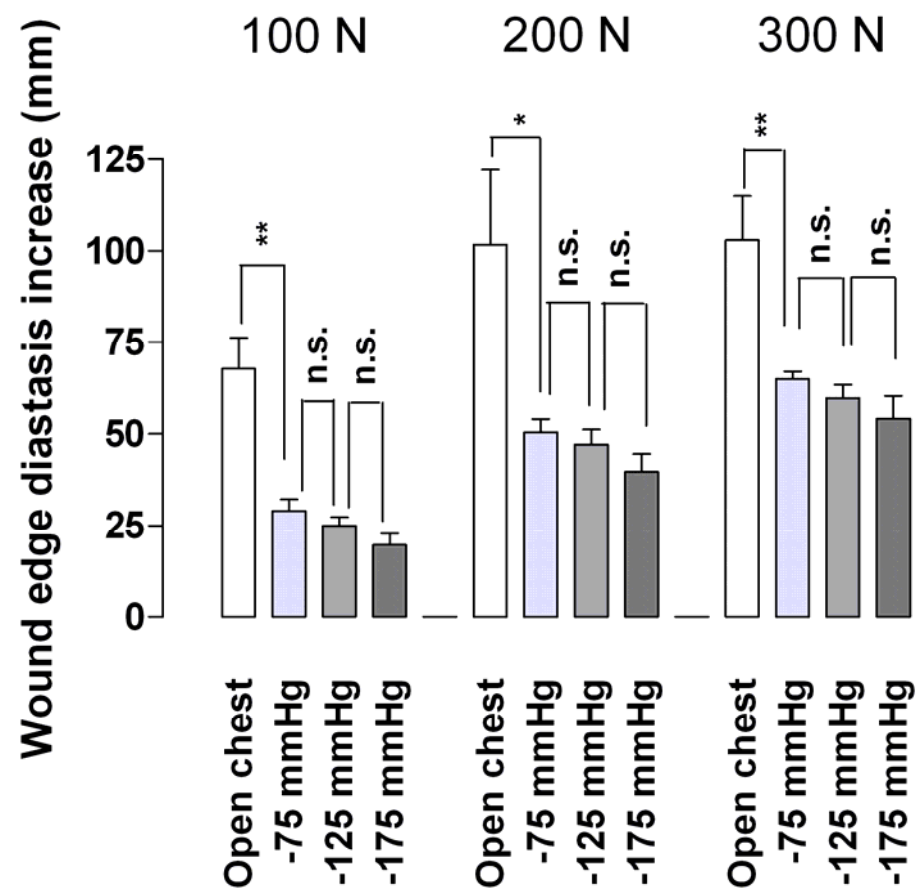 100 N
200 N
300 N
Wound edge diastasis increase (mm)
125
100
75
50
25
0
**
n.s.
n.s.
*
n.s.
n.s.
**
n.s.
n.s.
Open chest
-75 mmHg
-125 mmHg
-175 mmHg
Open chest
-75 mmHg
-125 mmHg
-175 mmHg
Open chest
-75 mmHg
-125 mmHg
-175 mmHg